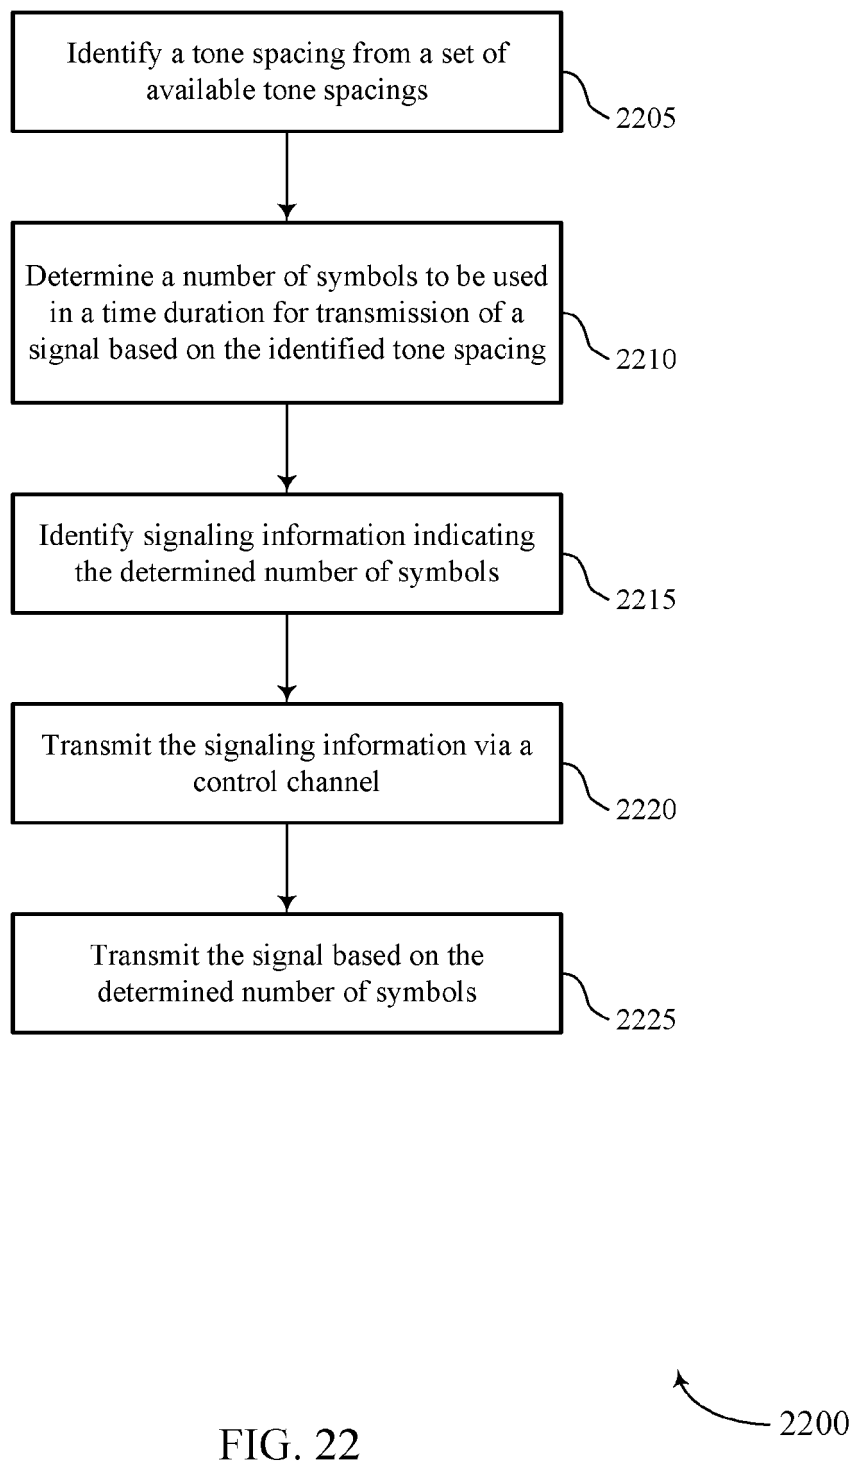 Identify a tone spacing from a set of
available tone spacings
2205
Determine a number of symbols to be used
in a time duration for transmission of a
signal based on the identified tone spacing
2210
Identify signaling information indicating
the determined number of symbols
2215
Transmit the signaling information via a
control channel
2220
Transmit the signal based on the
determined number of symbols
2225
2200
FIG. 22